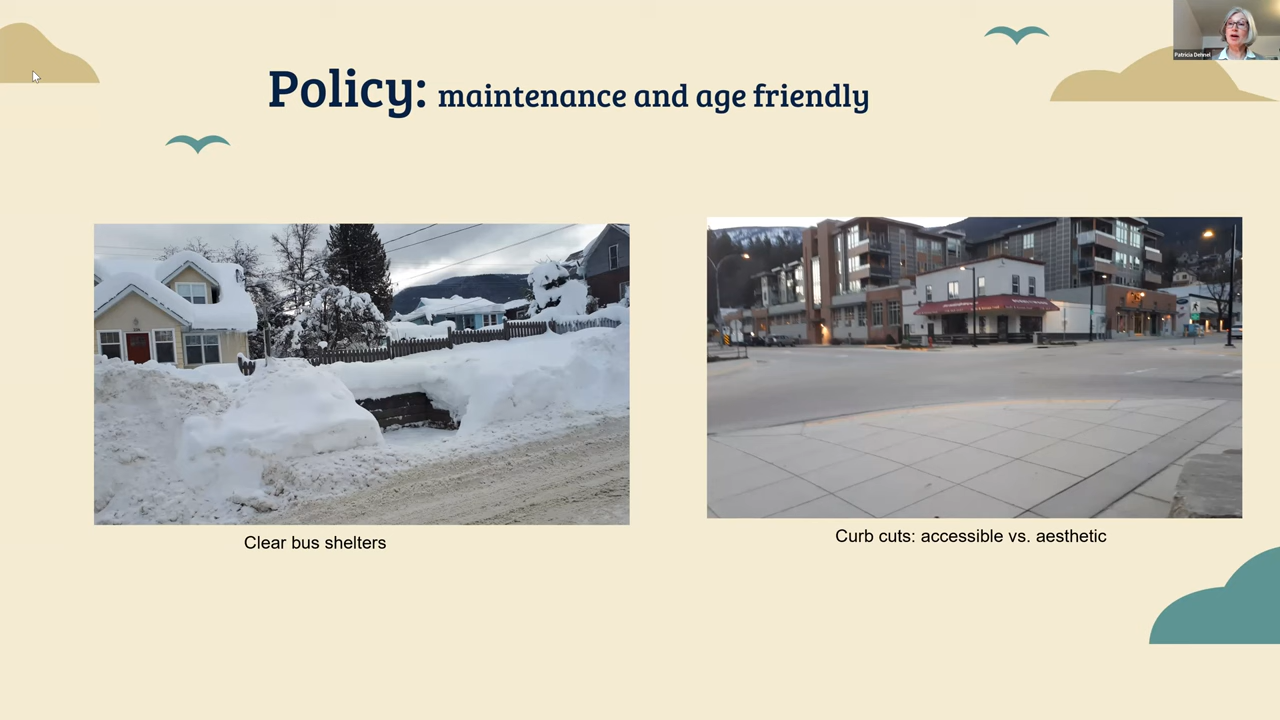 Patricia Dehnel
Policy: maintenance and age friendly
Clear bus shelters
Curb cuts: accessible vs. aesthetic